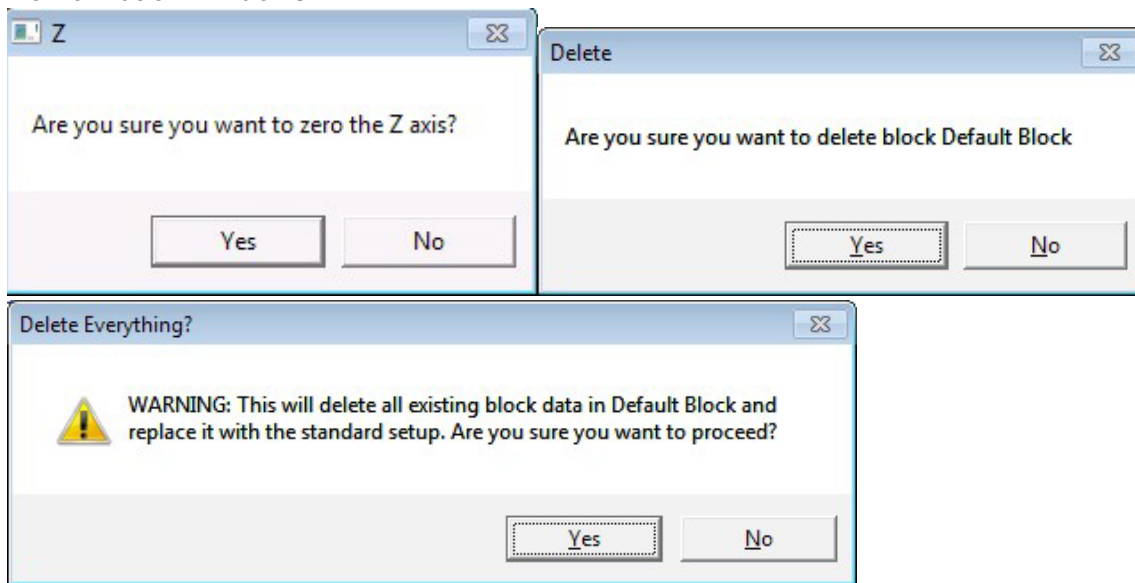 Z
Are you sure you want to zero the Z axis?
Yes No
Delete
Are you sure you want to delete block Default Block
Yes No
Delete Everything?
WARNING: This will delete all existing block data in Default Block and
replace it with the standard setup. Are you sure you want to proceed?
Yes No